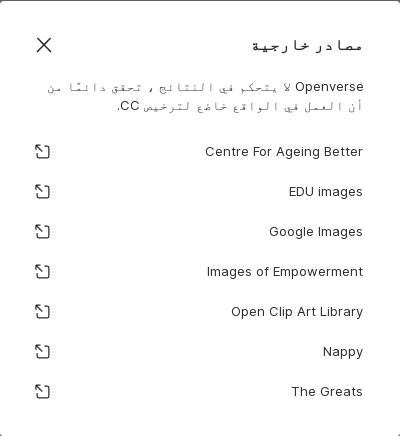 مصادر خارجية
Openverse لا يتحكم في النتائج ، تحقق دائمًا من
أن العمل في الواقع خاضع لترخيص CC.
Centre For Ageing Better
EDU images
Google Images
Images of Empowerment
Open Clip Art Library
Nappy
The Greats